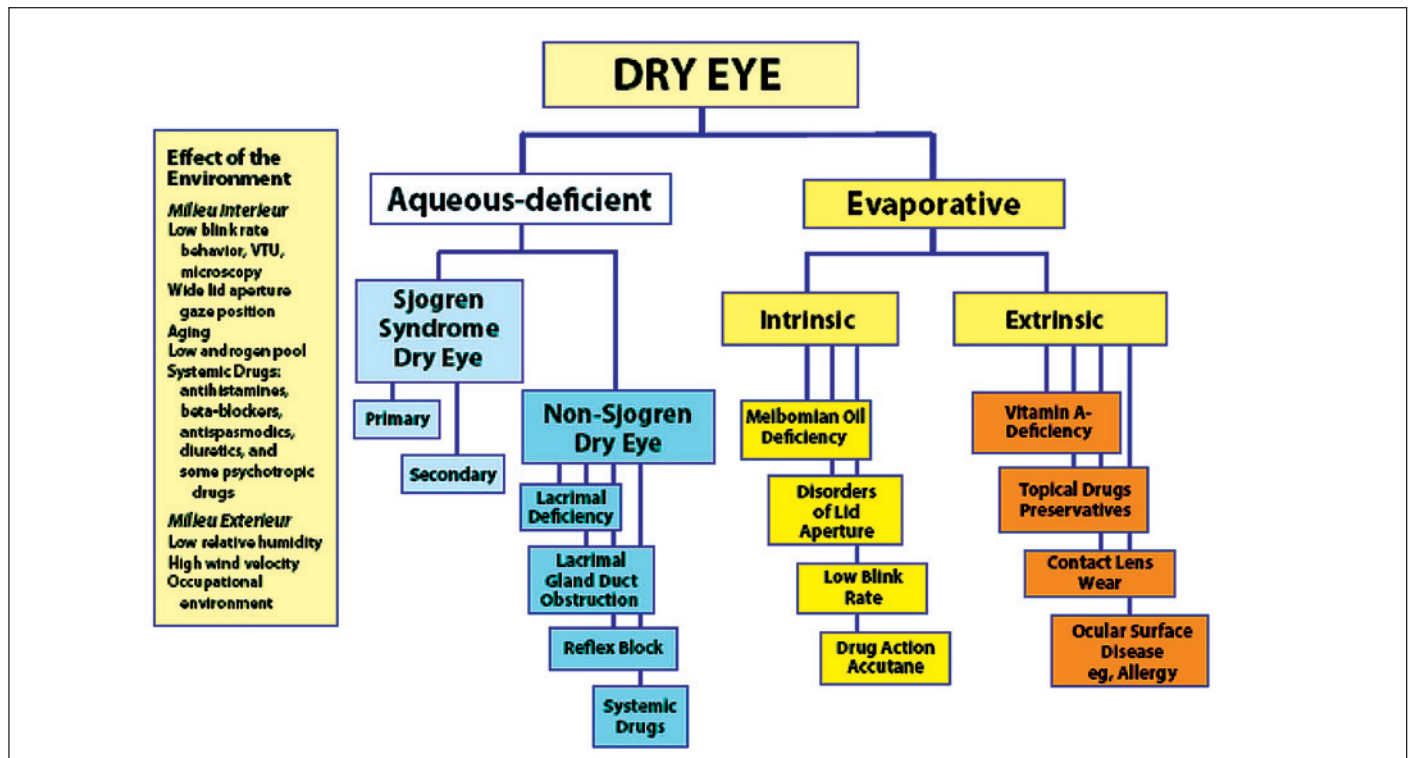 DRY EYE
Effect of the
Environment
Milieu Interieur
Low blink rate
behavior, VTU,
microscopy
Wide lid aperture
gaze position
Aging
Low androgen pool
Systemic Drugs:
antihistamines,
beta-blockers,
antispasmodics,
diuretics, and
some psychotropic
drugs
Milieu Exterieur
Low relative humidity
High wind velocity
Occupational
environment
Aqueous-deficient
Sjogren
Syndrome
Dry Eye
Primary
Secondary
Non-Sjogren
Dry Eye
Lacrimal
Deficiency
Lacrimal
Gland Duct
Obstruction
Reflex Block
Systemic
Drugs
Evaporative
Intrinsic
Meibomian Oil
Deficiency
Disorders
of Lid
Aperture
Low Blink
Rate
Drug Action
Accutane
Extrinsic
Vitamin A-
Deficiency
Topical Drugs
Preservatives
Contact Lens
Wear
Ocular Surface
Disease
eg, Allergy